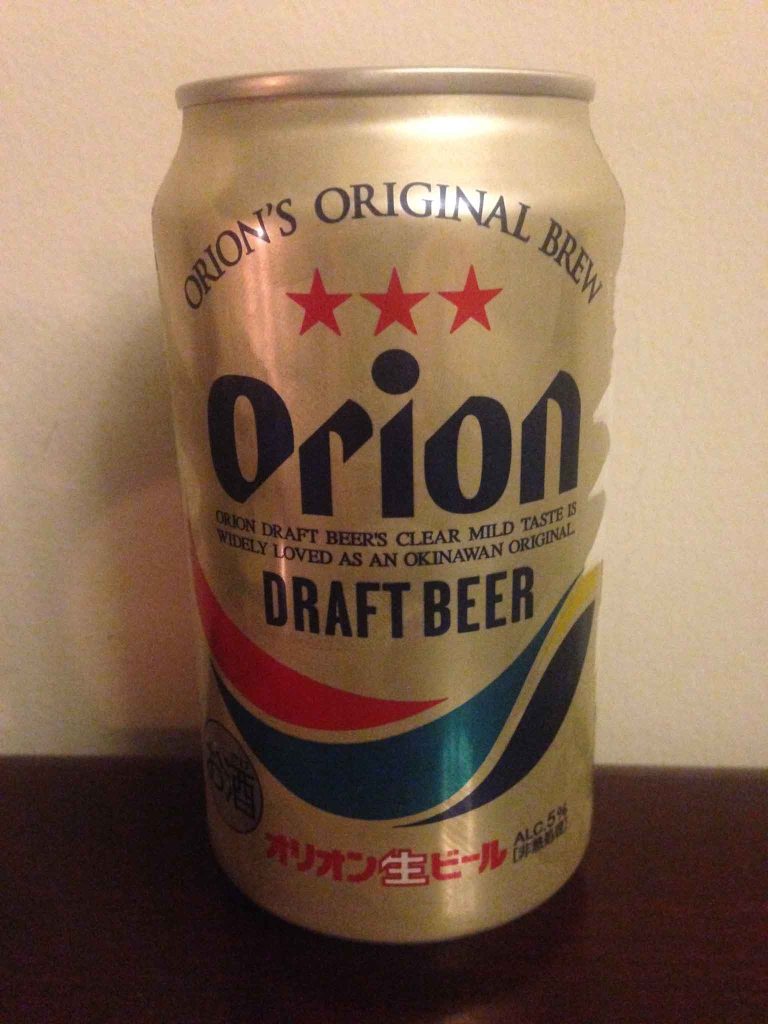 ORION'S ORIGINAL BREW
Orion
ORION DRAFT BEER'S CLEAR MILD TASTE IS
WIDELY LOVED AS AN OKINAWAN ORIGINAL.
DRAFT BEER
お酒
オリオン生ビール
ALC.5%
[非熱処理]